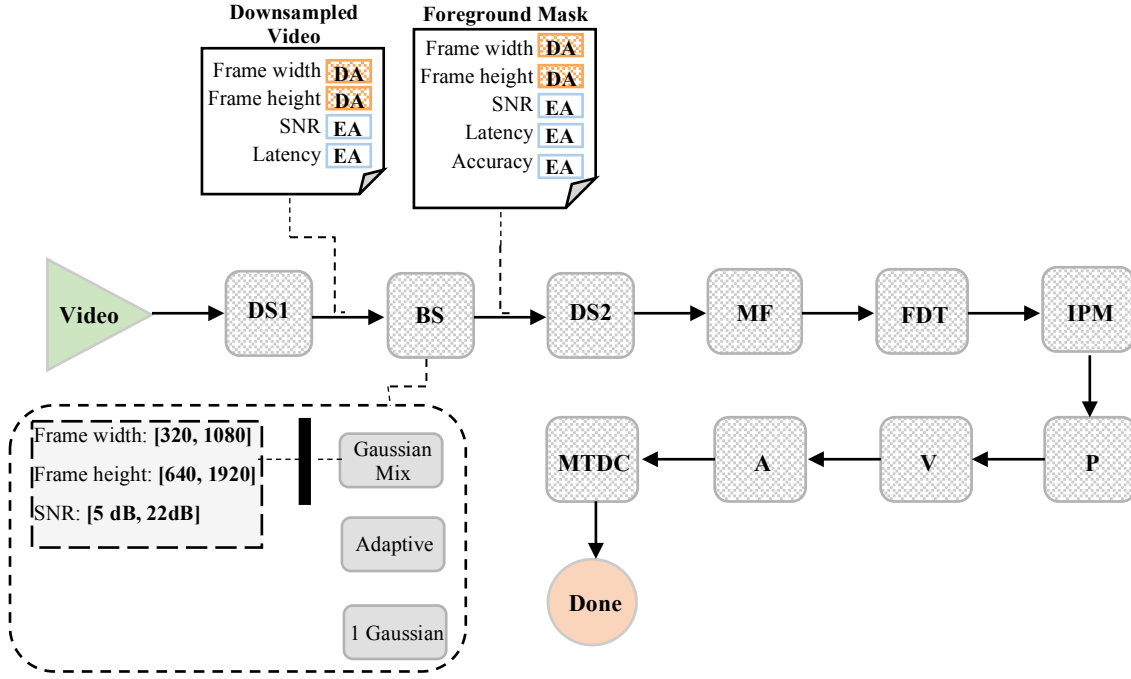 Downsampled
Video
Frame width DA
Frame height DA
SNR EA
Latency EA
Foreground Mask
Frame width DA
Frame height DA
SNR EA
Latency EA
Accuracy EA
Video
DS1
BS
DS2
MF
FDT
IPM
Frame width: [320, 1080]
Frame height: [640, 1920]
SNR: [5 dB, 22dB]
Gaussian
Mix
Adaptive
1 Gaussian
MTDC
A
V
P
Done